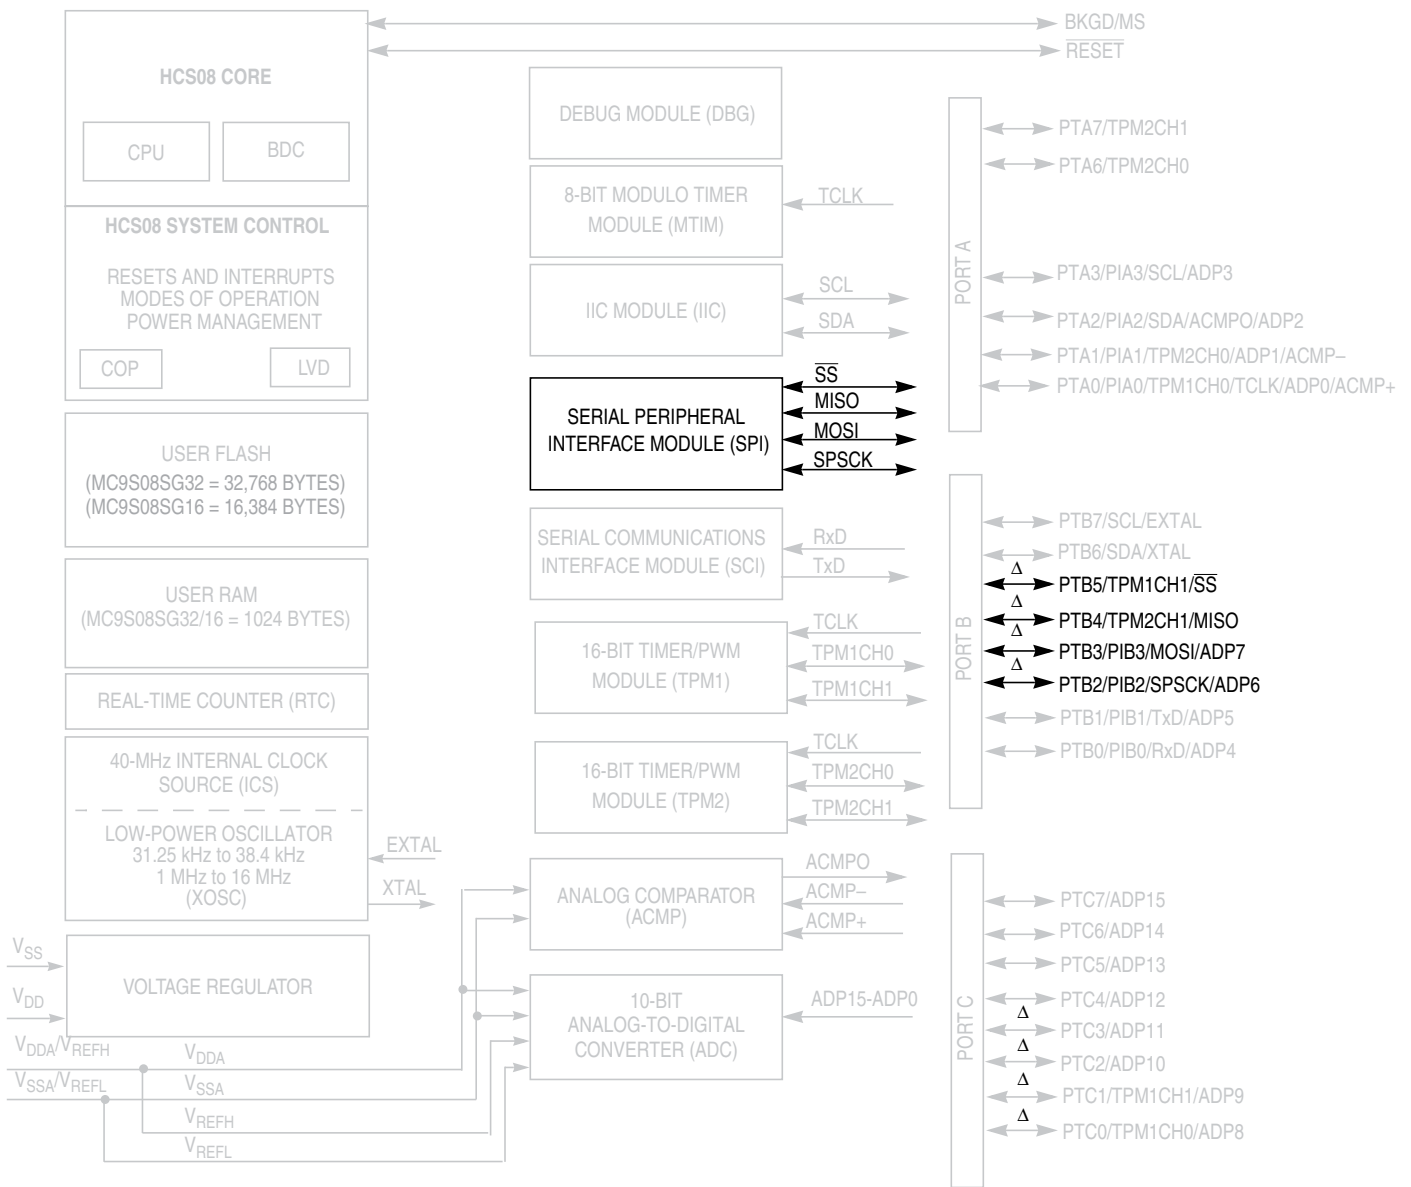 BKGD/MS
RESET
HCS08 CORE
CPU
BDC
HCS08 SYSTEM CONTROL
RESETS AND INTERRUPTS
MODES OF OPERATION
POWER MANAGEMENT
COP
LVD
USER FLASH
(MC9S08SG32 = 32,768 BYTES)
(MC9S08SG16 = 16,384 BYTES)
USER RAM
(MC9S08SG32/16 = 1024 BYTES)
REAL-TIME COUNTER (RTC)
40-MHz INTERNAL CLOCK
SOURCE (ICS)
LOW-POWER OSCILLATOR
31.25 kHz to 38.4 kHz
1 MHz to 16 MHz
(XOSC)
EXTAL
XTAL
VSS
VDD
VOLTAGE REGULATOR
VDDA/VREFH
VSSA/VREFL
VDDA
VSSA
VREFH
VREFL
DEBUG MODULE (DBG)
8-BIT MODULO TIMER
MODULE (MTIM)
TCLK
IIC MODULE (IIC)
SCL
SDA
SERIAL PERIPHERAL
INTERFACE MODULE (SPI)
SS
MISO
MOSI
SPSCK
SERIAL COMMUNICATIONS
INTERFACE MODULE (SCI)
RxD
TxD
16-BIT TIMER/PWM
MODULE (TPM1)
TCLK
TPM1CH0
TPM1CH1
16-BIT TIMER/PWM
MODULE (TPM2)
TCLK
TPM2CH0
TPM2CH1
ANALOG COMPARATOR
(ACMP)
ACMPO
ACMP–
ACMP+
10-BIT
ANALOG-TO-DIGITAL
CONVERTER (ADC)
ADP15-ADP0
PORT A
PTA7/TPM2CH1
PTA6/TPM2CH0
PTA3/PIA3/SCL/ADP3
PTA2/PIA2/SDA/ACMPO/ADP2
PTA1/PIA1/TPM2CH0/ADP1/ACMP–
PTA0/PIA0/TPM1CH0/TCLK/ADP0/ACMP+
PORT B
PTB7/SCL/EXTAL
PTB6/SDA/XTAL
Δ PTB5/TPM1CH1/SS
Δ PTB4/TPM2CH1/MISO
Δ PTB3/PIB3/MOSI/ADP7
Δ PTB2/PIB2/SPSCK/ADP6
PTB1/PIB1/TxD/ADP5
PTB0/PIB0/RxD/ADP4
PORT C
PTC7/ADP15
PTC6/ADP14
PTC5/ADP13
PTC4/ADP12
Δ PTC3/ADP11
Δ PTC2/ADP10
Δ PTC1/TPM1CH1/ADP9
Δ PTC0/TPM1CH0/ADP8